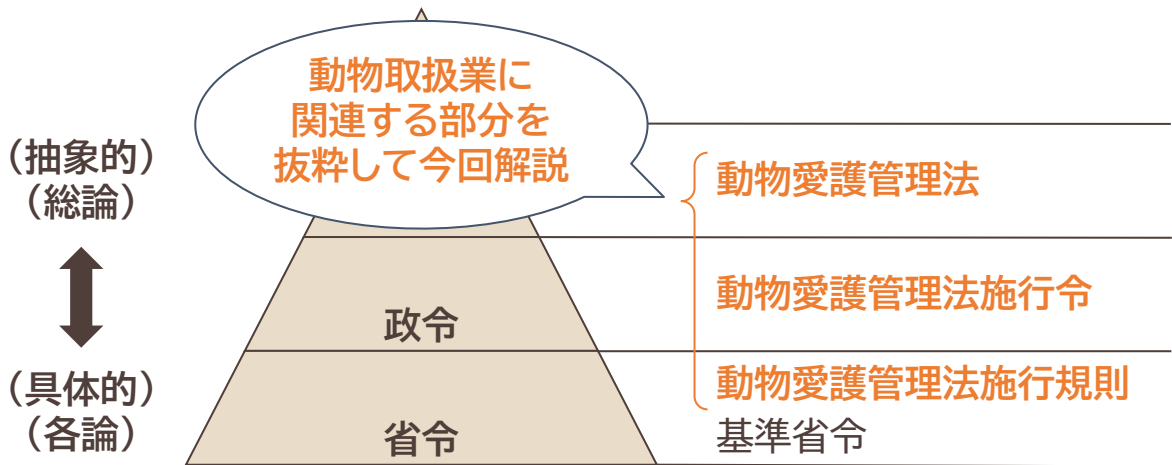 動物取扱業に
関連する部分を
抜粋して今回解説
（抽象的）
（総論）
動物愛護管理法
政令
動物愛護管理法施行令
（具体的）
（各論）
省令
動物愛護管理法施行規則
基準省令